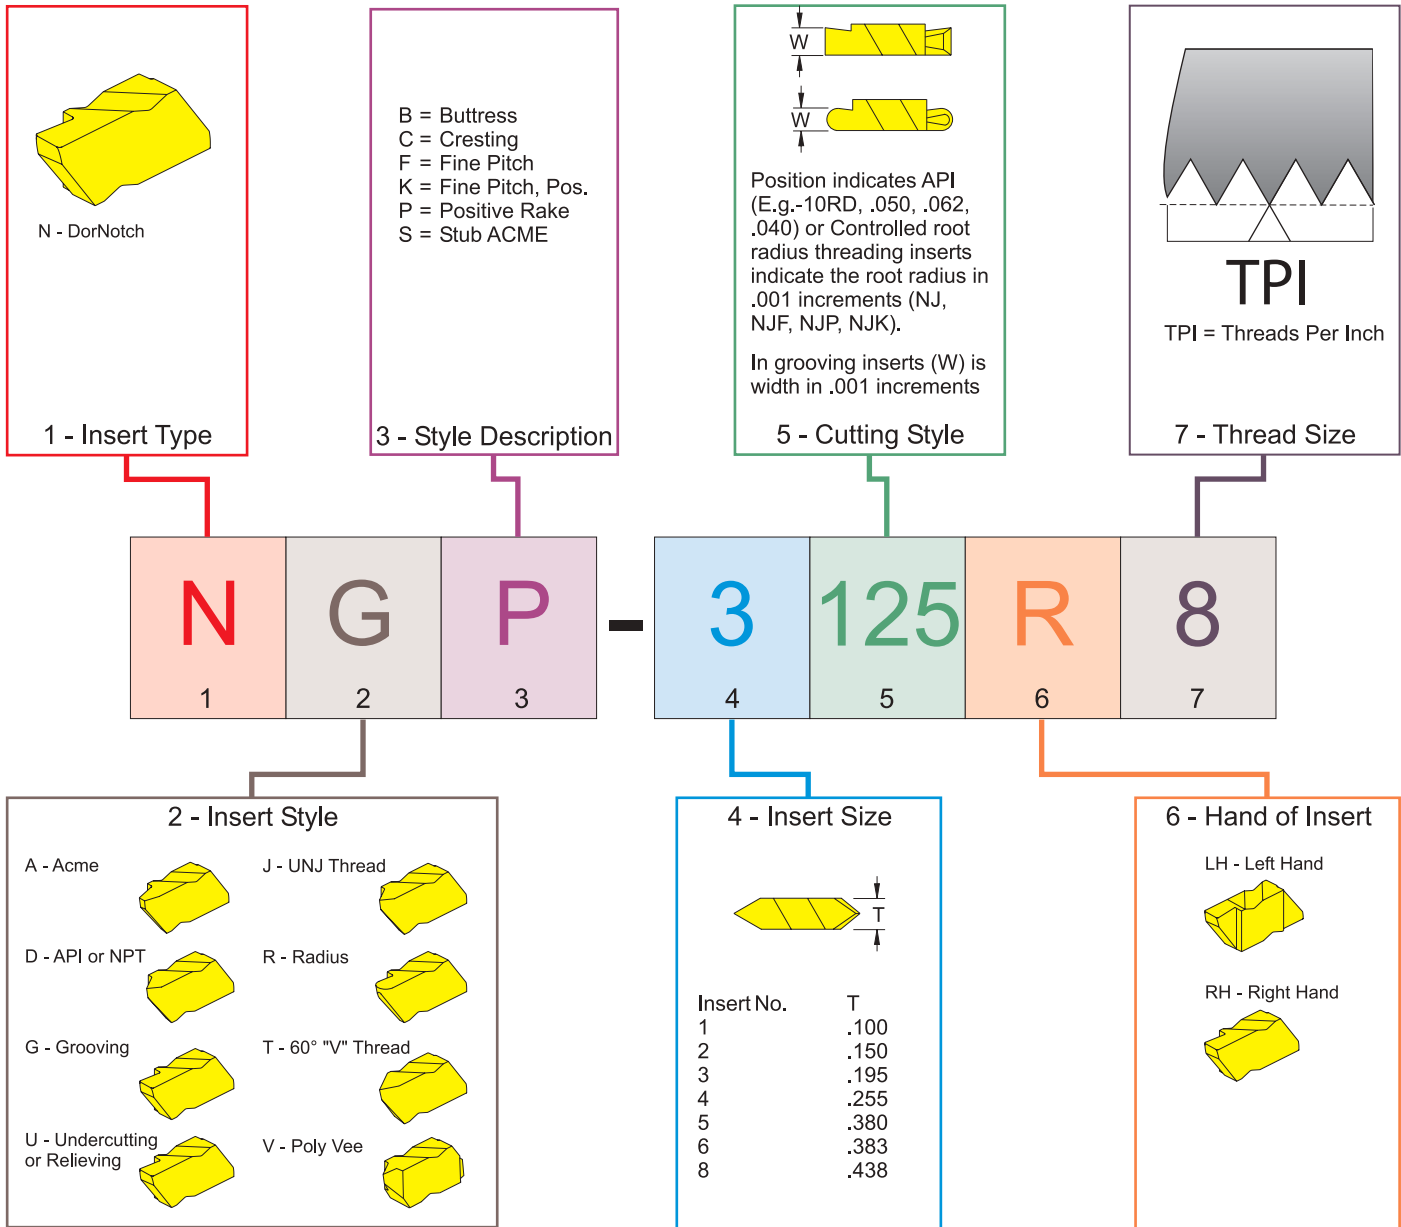 N - DorNotch
1 - Insert Type
B = Buttress
C = Cresting
F = Fine Pitch
K = Fine Pitch, Pos.
P = Positive Rake
S = Stub ACME
3 - Style Description
W
W
Position indicates API
(E.g.-10RD, .050, .062,
.040) or Controlled root
radius threading inserts
indicate the root radius in
.001 increments (NJ,
NJF, NJP, NJK).
In grooving inserts (W) is
width in .001 increments
5 - Cutting Style
TPI
TPI = Threads Per Inch
7 - Thread Size
N G P - 3 125 R 8
1 2 3 4 5 6 7
2 - Insert Style
A - Acme
J - UNJ Thread
D - API or NPT
R - Radius
G - Grooving
T - 60° "V" Thread
U - Undercutting
or Relieving
V - Poly Vee
4 - Insert Size
T
Insert No. T
1 .100
2 .150
3 .195
4 .255
5 .380
6 .383
8 .438
6 - Hand of Insert
LH - Left Hand
RH - Right Hand